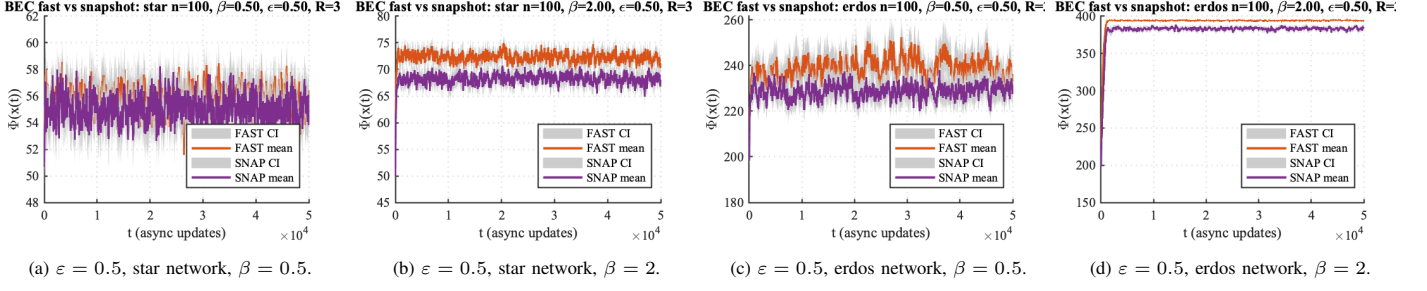 BEC fast vs snapshot: star n=100, β=0.50, ϵ=0.50, R=3
62
60
58
56
54
52
50
48
Φ(x(t))
0 1 2 3 4 5
t (async updates) ×10⁴
FAST CI
FAST mean
SNAP CI
SNAP mean
(a) ε = 0.5, star network, β = 0.5.
BEC fast vs snapshot: star n=100, β=2.00, ϵ=0.50, R=3
80
75
70
65
60
55
50
45
Φ(x(t))
0 1 2 3 4 5
t (async updates) ×10⁴
FAST CI
FAST mean
SNAP CI
SNAP mean
(b) ε = 0.5, star network, β = 2.
BEC fast vs snapshot: erdos n=100, β=0.50, ϵ=0.50, R=
260
240
220
200
180
Φ(x(t))
0 1 2 3 4 5
t (async updates) ×10⁴
FAST CI
FAST mean
SNAP CI
SNAP mean
(c) ε = 0.5, erdos network, β = 0.5.
BEC fast vs snapshot: erdos n=100, β=2.00, ϵ=0.50, R=
400
350
300
250
200
150
Φ(x(t))
0 1 2 3 4 5
t (async updates) ×10⁴
FAST CI
FAST mean
SNAP CI
SNAP mean
(d) ε = 0.5, erdos network, β = 2.